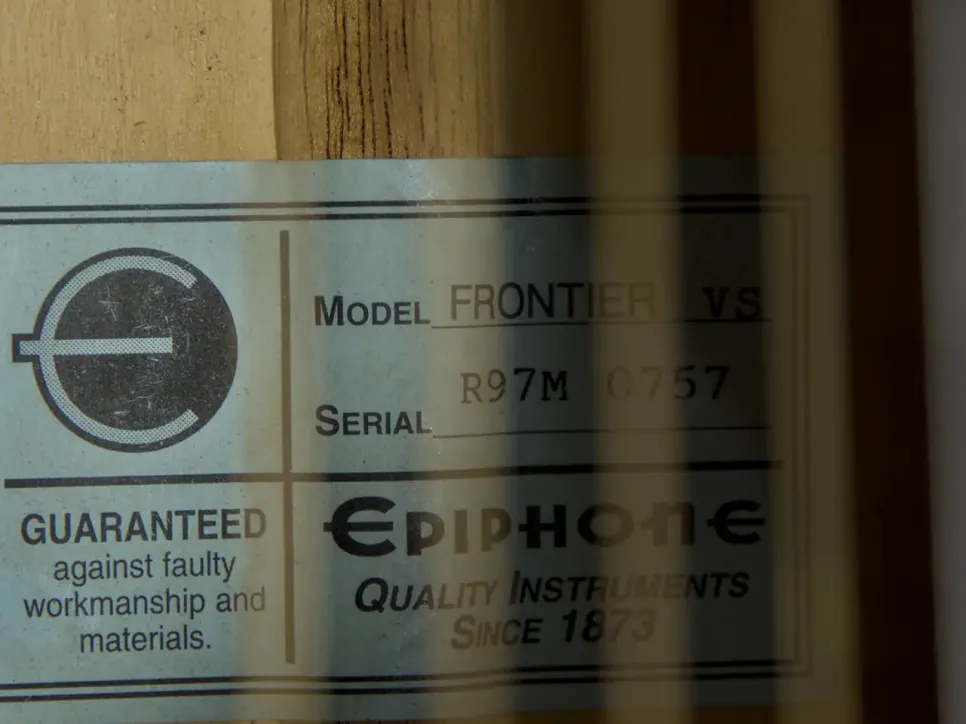 MODEL FRONTIER VS
SERIAL R97M 0757
GUARANTEED
against faulty
workmanship and
materials.
EPIPHONE
QUALITY INSTRUMENTS
SINCE 1873